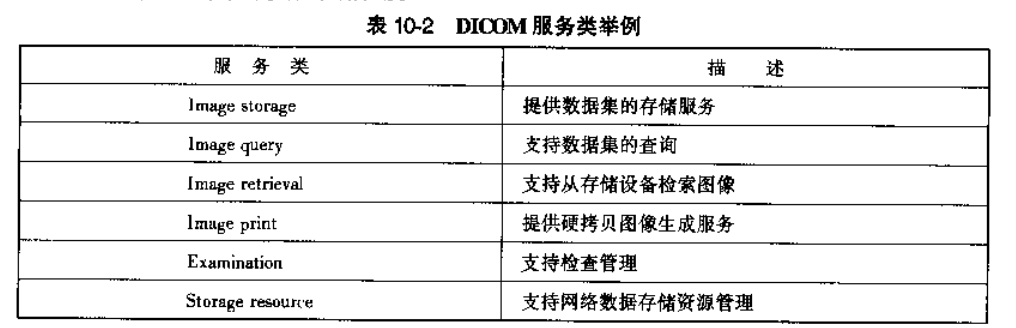 表 10-2 DICOM 服务类举例
服 务 类 描 述
Image storage 提供数据集的存储服务
Image query 支持数据集的查询
Image retrieval 支持从存储设备检索图像
Image print 提供硬拷贝图像生成服务
Examination 支持检查管理
Storage resource 支持网络数据存储资源管理